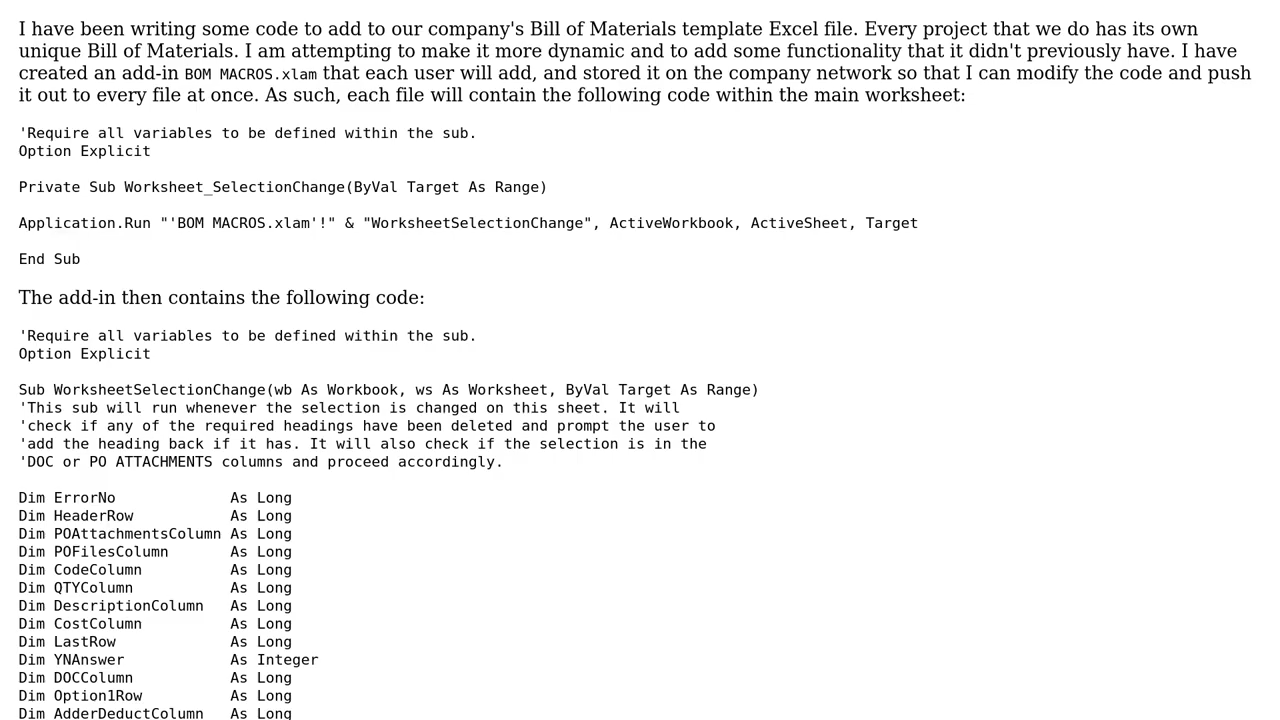 I have been writing some code to add to our company's Bill of Materials template Excel file. Every project that we do has its own
unique Bill of Materials. I am attempting to make it more dynamic and to add some functionality that it didn't previously have. I have
created an add-in BOM MACROS.xlam that each user will add, and stored it on the company network so that I can modify the code and push
it out to every file at once. As such, each file will contain the following code within the main worksheet:
'Require all variables to be defined within the sub.
Option Explicit
Private Sub Worksheet_SelectionChange(ByVal Target As Range)
Application.Run "'BOM MACROS.xlam'!" & "WorksheetSelectionChange", ActiveWorkbook, ActiveSheet, Target
End Sub
The add-in then contains the following code:
'Require all variables to be defined within the sub.
Option Explicit
Sub WorksheetSelectionChange(wb As Workbook, ws As Worksheet, ByVal Target As Range)
'This sub will run whenever the selection is changed on this sheet. It will
'check if any of the required headings have been deleted and prompt the user to
'add the heading back if it has. It will also check if the selection is in the
'DOC or PO ATTACHMENTS columns and proceed accordingly.
Dim ErrorNo             As Long
Dim HeaderRow           As Long
Dim POAttachmentsColumn As Long
Dim POFilesColumn       As Long
Dim CodeColumn          As Long
Dim QTYColumn           As Long
Dim DescriptionColumn   As Long
Dim CostColumn          As Long
Dim LastRow             As Long
Dim YNAnswer            As Integer
Dim DOCColumn           As Long
Dim Option1Row          As Long
Dim AdderDeductColumn   As Long